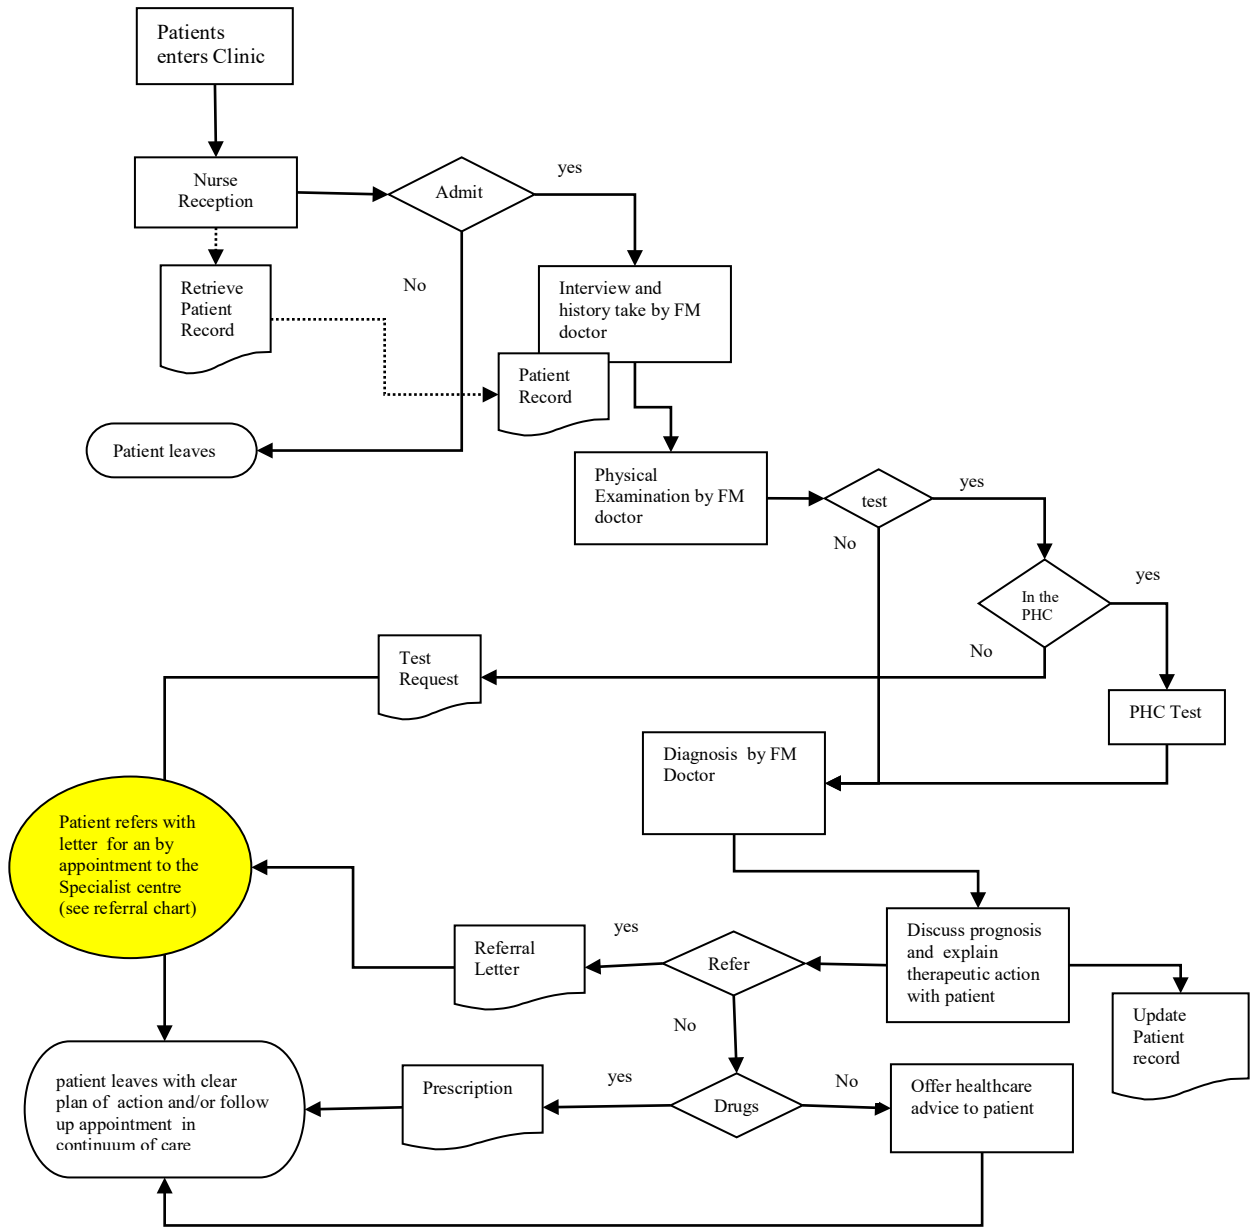 Patients
enters Clinic
Nurse
Reception
Admit
yes
No
Retrieve
Patient
Record
Interview and
history take by FM
doctor
Patient
Record
Patient leaves
Physical
Examination by FM
doctor
test
yes
No
In the
PHC
yes
No
Test
Request
PHC Test
Diagnosis by FM
Doctor
Patient refers with
letter for an by
appointment to the
Specialist centre
(see referral chart)
Discuss prognosis
and explain
therapeutic action
with patient
Refer
yes
No
Referral
Letter
Update
Patient
record
Drugs
yes
No
Prescription
Offer healthcare
advice to patient
patient leaves with clear
plan of action and/or follow
up appointment in
continuum of care